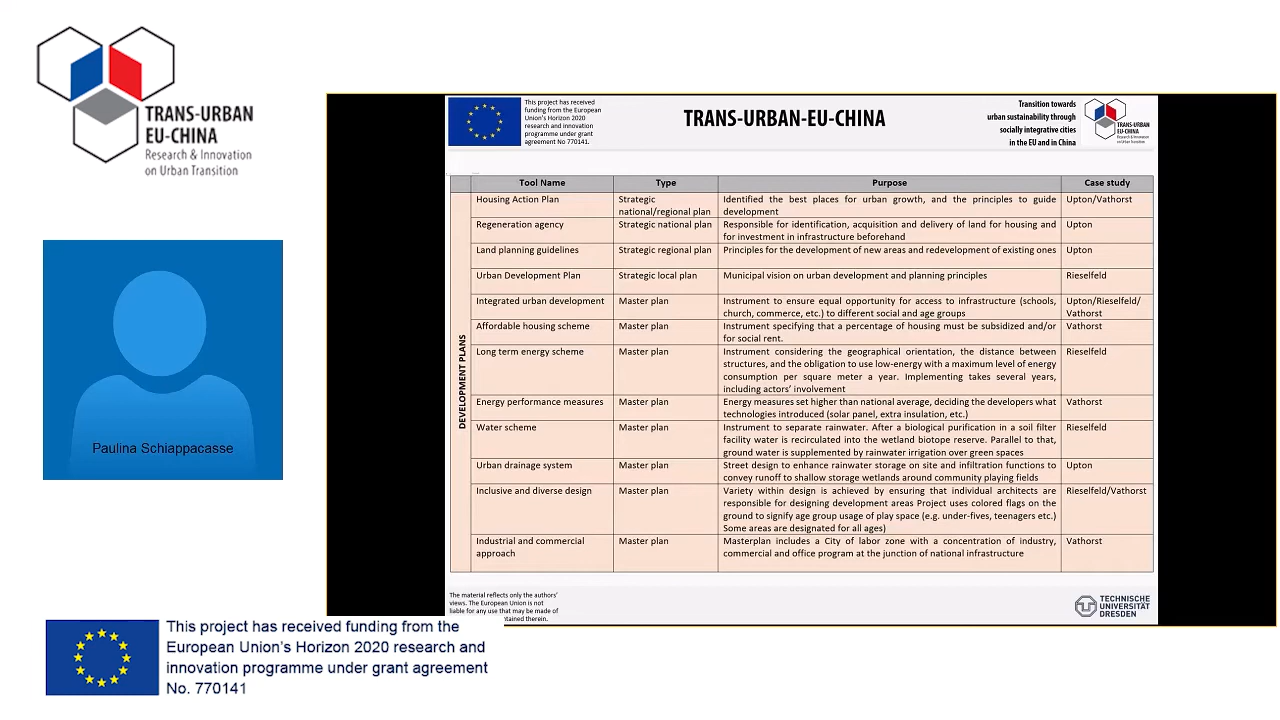 TRANS-URBAN
EU-CHINA
Research & Innovation
on Urban Transition
Paulina Schiappacasse
This project has received
funding from the European
Union's Horizon 2020
research and innovation
programme under grant
agreement No 770141.
TRANS-URBAN-EU-CHINA
Transition towards
urban sustainability through
socially integrative cities
in the EU and in China
TRANS-URBAN
EU-CHINA
Research & Innovation
on Urban Transition
Tool Name Type Purpose Case study
DEVELOPMENT PLANS
Housing Action Plan Strategic Identified the best places for urban growth, and the principles to guide Upton/Vathorst
national/regional plan development
Regeneration agency Strategic national plan Responsible for identification, acquisition and delivery of land for housing and Upton
for investment in infrastructure beforehand
Land planning guidelines Strategic regional plan Principles for the development of new areas and redevelopment of existing ones Upton
Urban Development Plan Strategic local plan Municipal vision on urban development and planning principles Rieselfeld
Integrated urban development Master plan Instrument to ensure equal opportunity for access to infrastructure (schools, Upton/Rieselfeld/
church, commerce, etc.) to different social and age groups Vathorst
Affordable housing scheme Master plan Instrument specifying that a percentage of housing must be subsidized and/or Vathorst
for social rent.
Long term energy scheme Master plan Instrument considering the geographical orientation, the distance between Rieselfeld
structures, and the obligation to use low-energy with a maximum level of energy
consumption per square meter a year. Implementing takes several years,
including actors' involvement
Energy performance measures Master plan Energy measures set higher than national average, deciding the developers what Vathorst
technologies introduced (solar panel, extra insulation, etc.)
Water scheme Master plan Instrument to separate rainwater. After a biological purification in a soil filter Rieselfeld
facility water is recirculated into the wetland biotope reserve. Parallel to that,
ground water is supplemented by rainwater irrigation over green spaces
Urban drainage system Master plan Street design to enhance rainwater storage on site and infiltration functions to Upton
convey runoff to shallow storage wetlands around community playing fields
Inclusive and diverse design Master plan Variety within design is achieved by ensuring that individual architects are Rieselfeld/Vathorst
responsible for designing development areas Project uses colored flags on the
ground to signify age group usage of play space (e.g. under-fives, teenagers etc.)
Some areas are designated for all ages)
Industrial and commercial Master plan Masterplan includes a City of labor zone with a concentration of industry, Vathorst
approach commercial and office program at the junction of national infrastructure
The material reflects only the authors'
views. The European Union is not
liable for any use that may be made of
tained therein.
TECHNISCHE
UNIVERSITÄT
DRESDEN
This project has received funding from the
European Union's Horizon 2020 research and
innovation programme under grant agreement
No. 770141